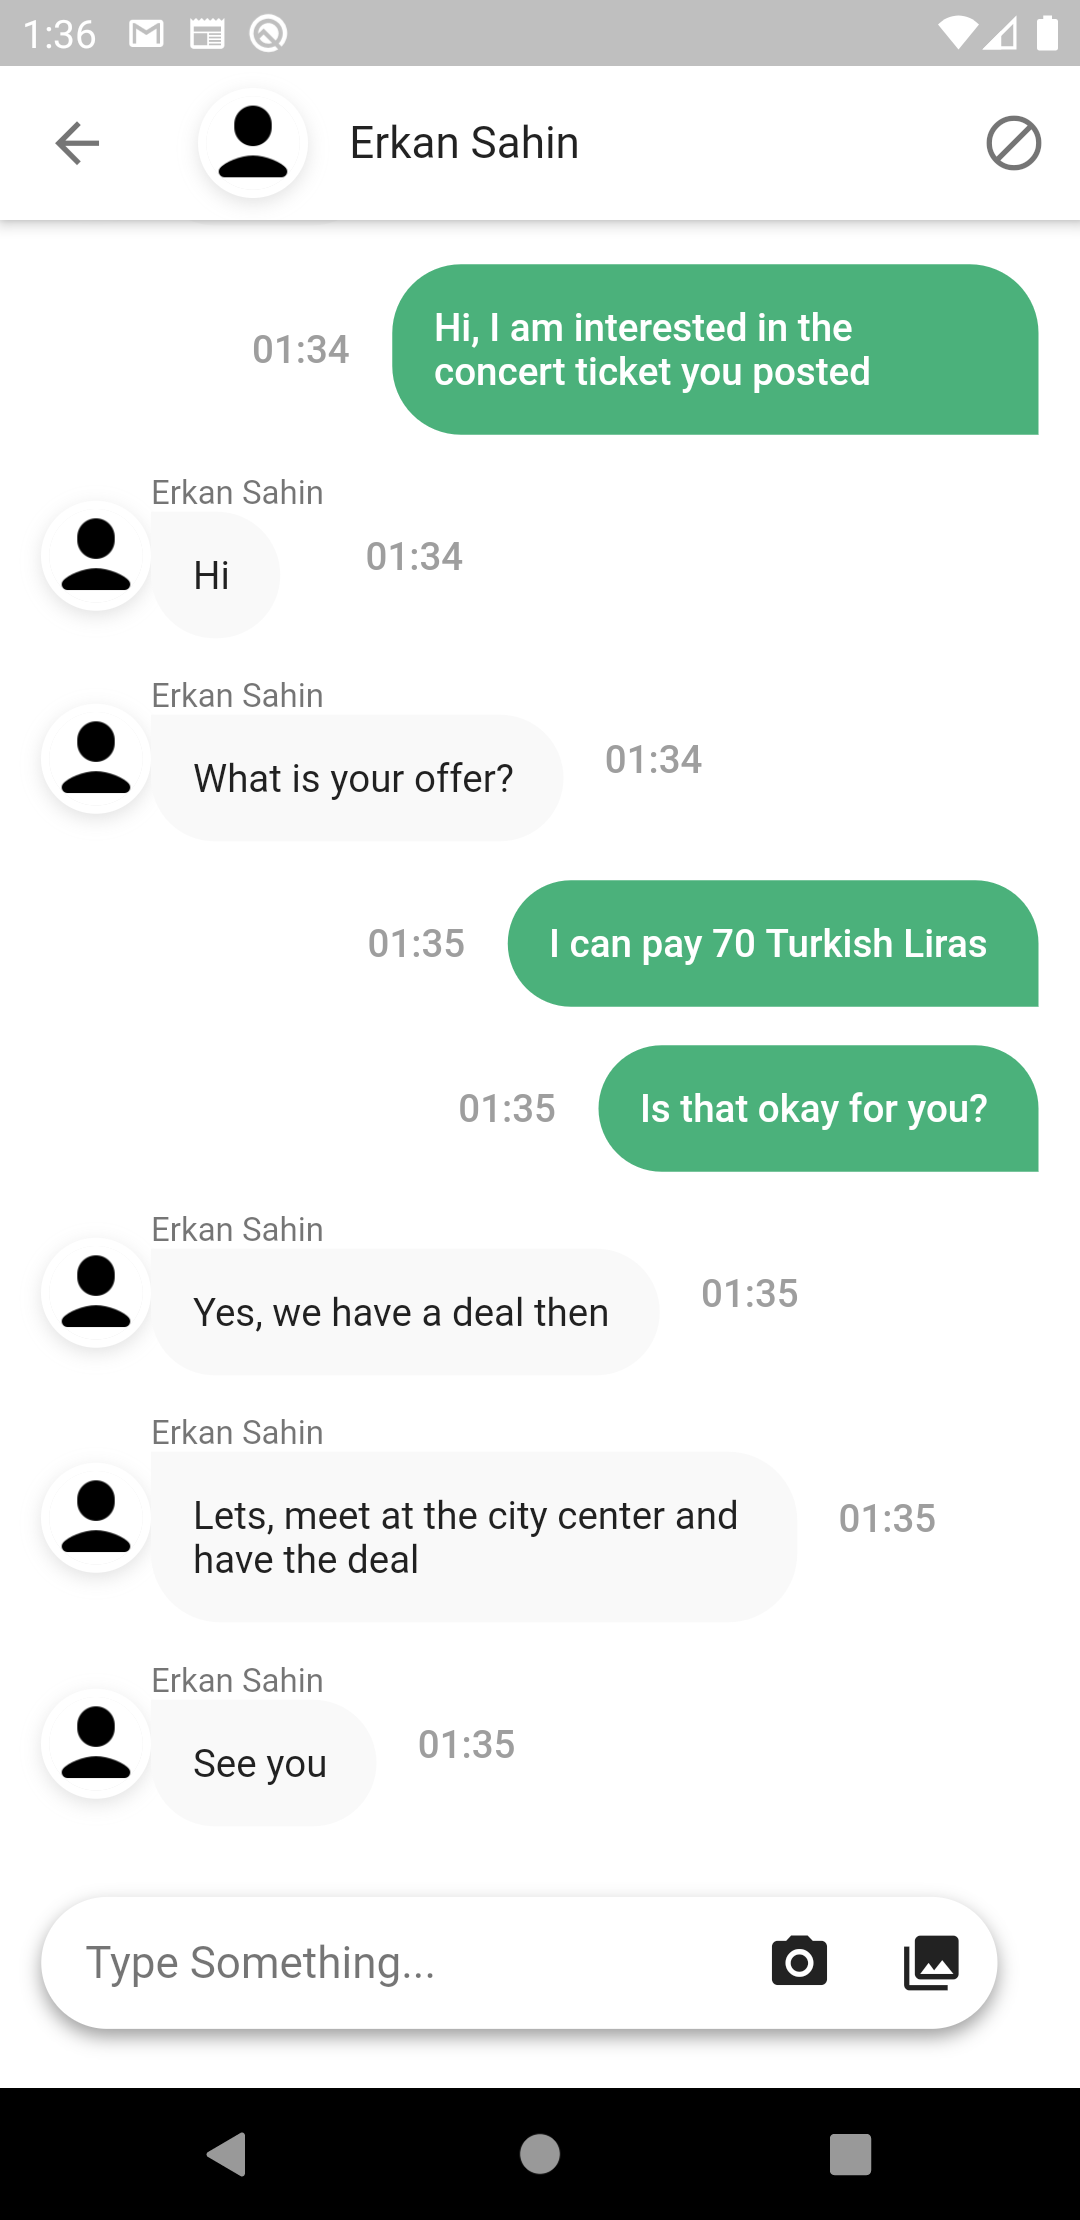 1:36
Erkan Sahin
Hi, I am interested in the
concert ticket you posted
01:34
Erkan Sahin
Hi
01:34
Erkan Sahin
What is your offer?
01:34
I can pay 70 Turkish Liras
01:35
Is that okay for you?
01:35
Erkan Sahin
Yes, we have a deal then
01:35
Erkan Sahin
Lets, meet at the city center and
have the deal
01:35
Erkan Sahin
See you
01:35
Type Something...